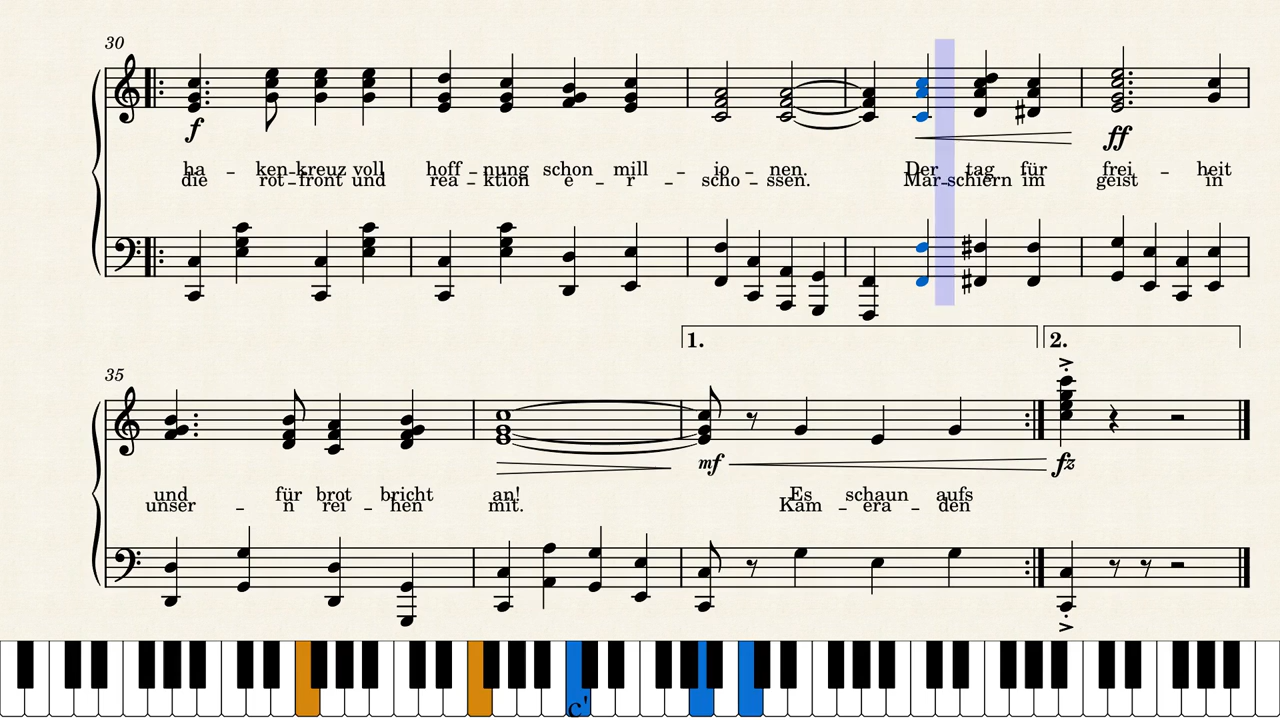 30
f
ha - ken-kreuz voll hoff - nung schon mill - io - nen. Der tag für frei - heit
die rot-front und rea - ktion e - r - scho - ssen. Mar-schiern im geist in
ff
1. 2.
35
mf fz
und für brot bricht an! Es schaun aufs
unser - n rei - hen mit. Kam - era - den
c'